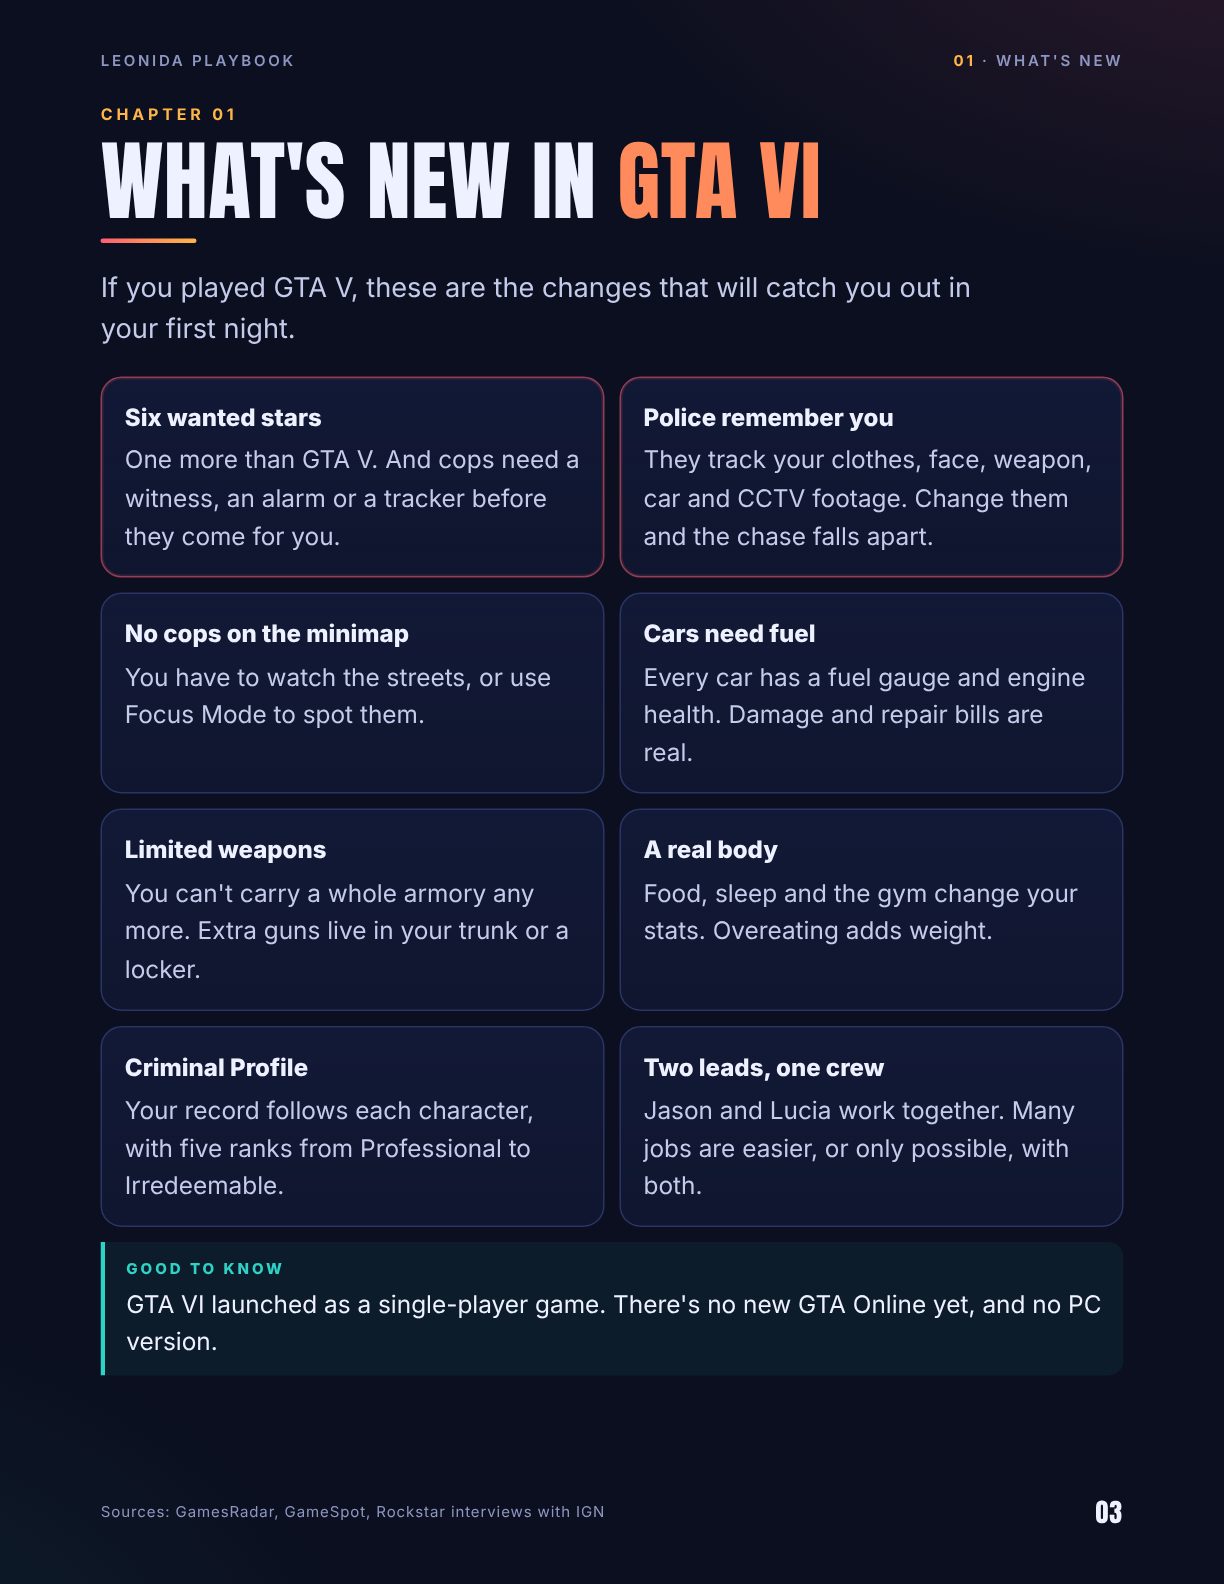 LEONIDA PLAYBOOK
01 · WHAT'S NEW
CHAPTER 01
WHAT'S NEW IN GTA VI
If you played GTA V, these are the changes that will catch you out in
your first night.
Six wanted stars
One more than GTA V. And cops need a
witness, an alarm or a tracker before
they come for you.
Police remember you
They track your clothes, face, weapon,
car and CCTV footage. Change them
and the chase falls apart.
No cops on the minimap
You have to watch the streets, or use
Focus Mode to spot them.
Cars need fuel
Every car has a fuel gauge and engine
health. Damage and repair bills are
real.
Limited weapons
You can't carry a whole armory any
more. Extra guns live in your trunk or a
locker.
A real body
Food, sleep and the gym change your
stats. Overeating adds weight.
Criminal Profile
Your record follows each character,
with five ranks from Professional to
Irredeemable.
Two leads, one crew
Jason and Lucia work together. Many
jobs are easier, or only possible, with
both.
GOOD TO KNOW
GTA VI launched as a single-player game. There's no new GTA Online yet, and no PC
version.
Sources: GamesRadar, GameSpot, Rockstar interviews with IGN
03